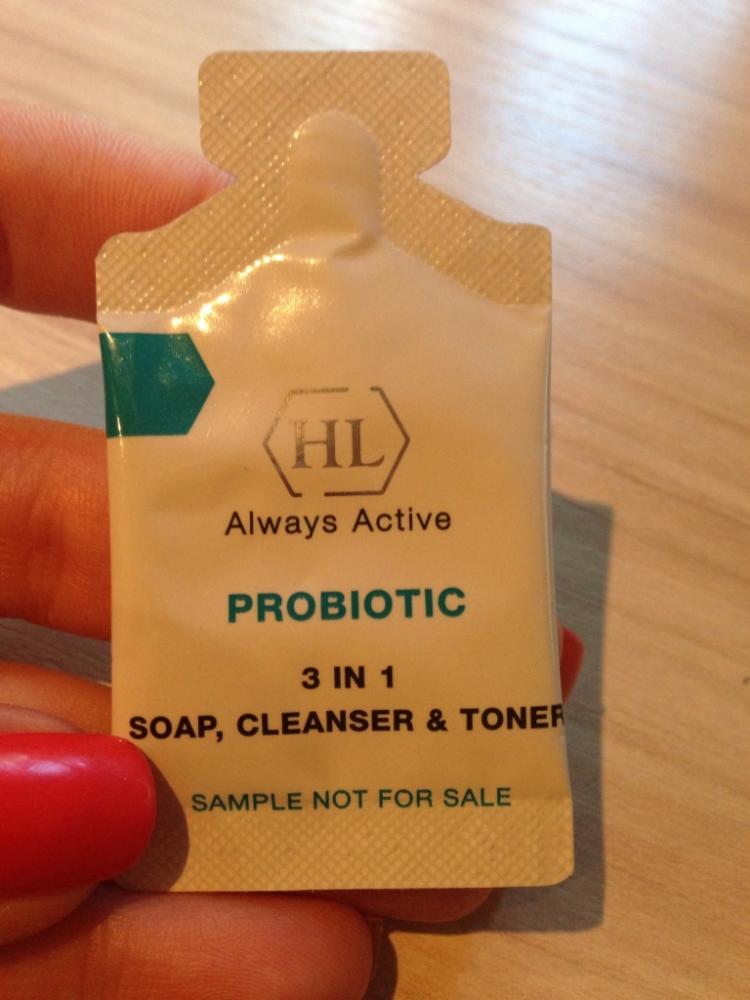 HL
Always Active
PROBIOTIC
3 IN 1
SOAP, CLEANSER & TONER
SAMPLE NOT FOR SALE